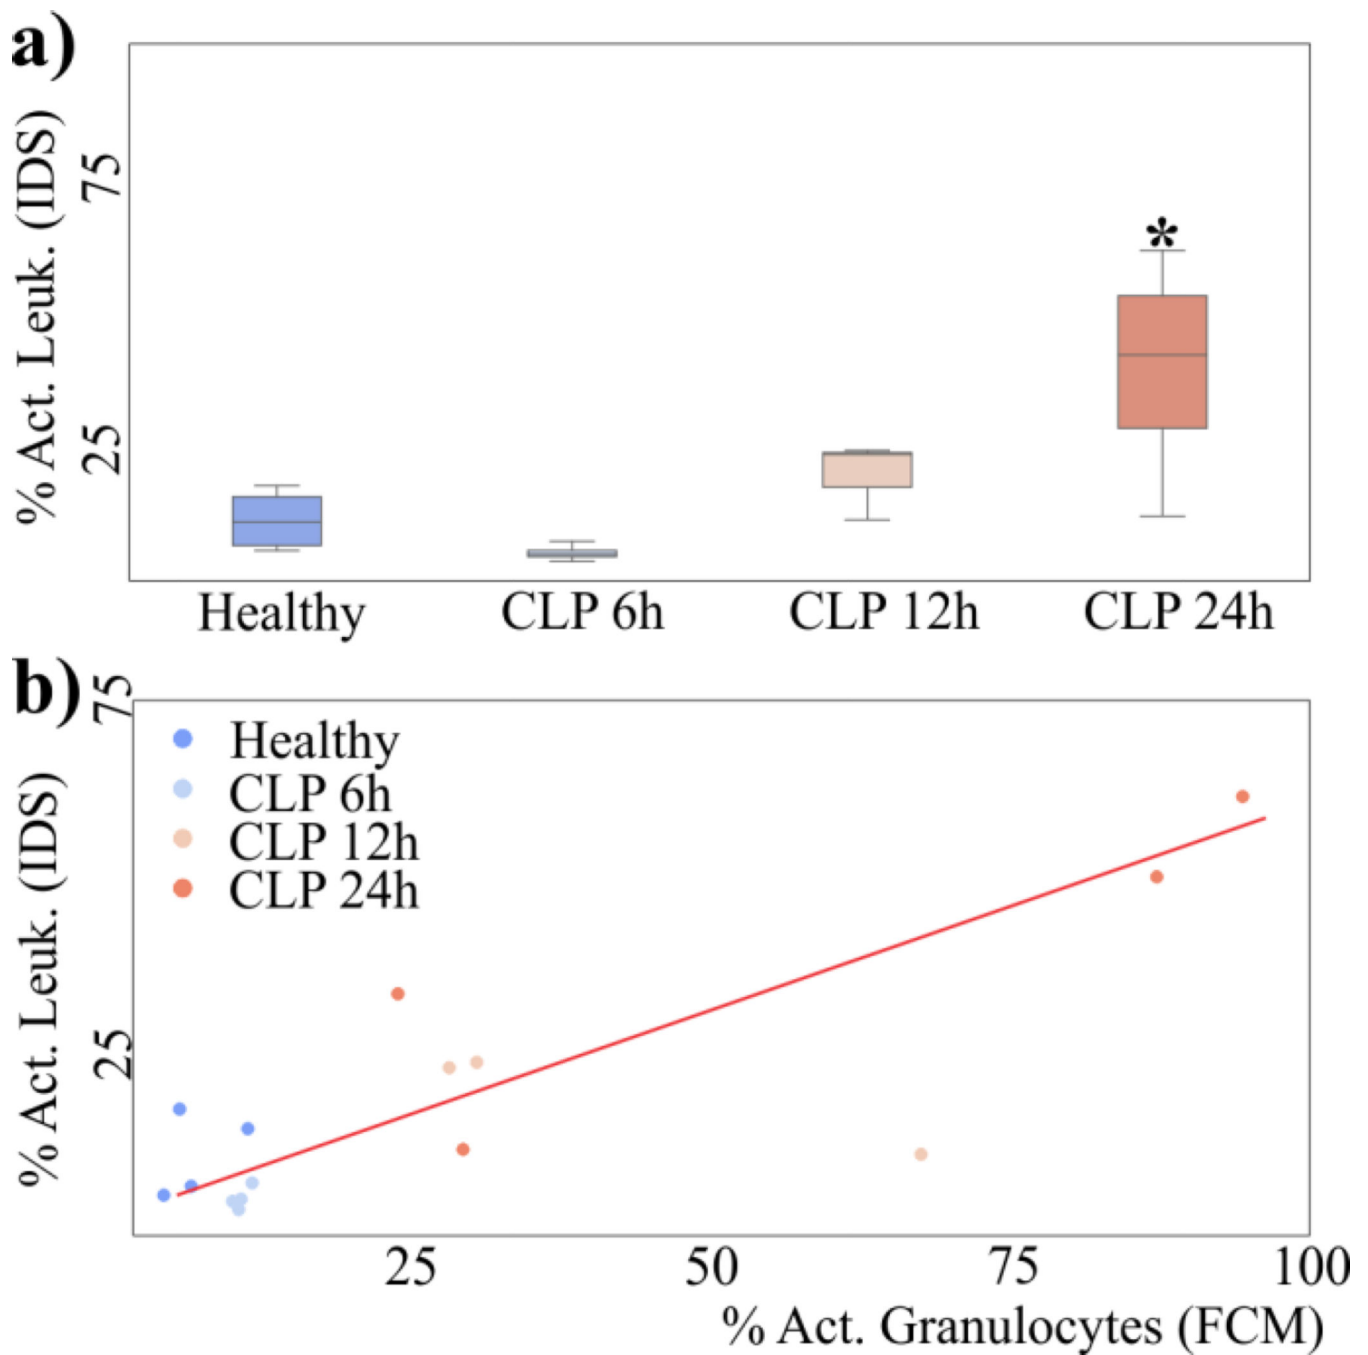 a)
% Act. Leuk. (IDS)
75
25
*
Healthy CLP 6h CLP 12h CLP 24h
b)
% Act. Leuk. (IDS)
75
25
Healthy
CLP 6h
CLP 12h
CLP 24h
25 50 75 100
% Act. Granulocytes (FCM)